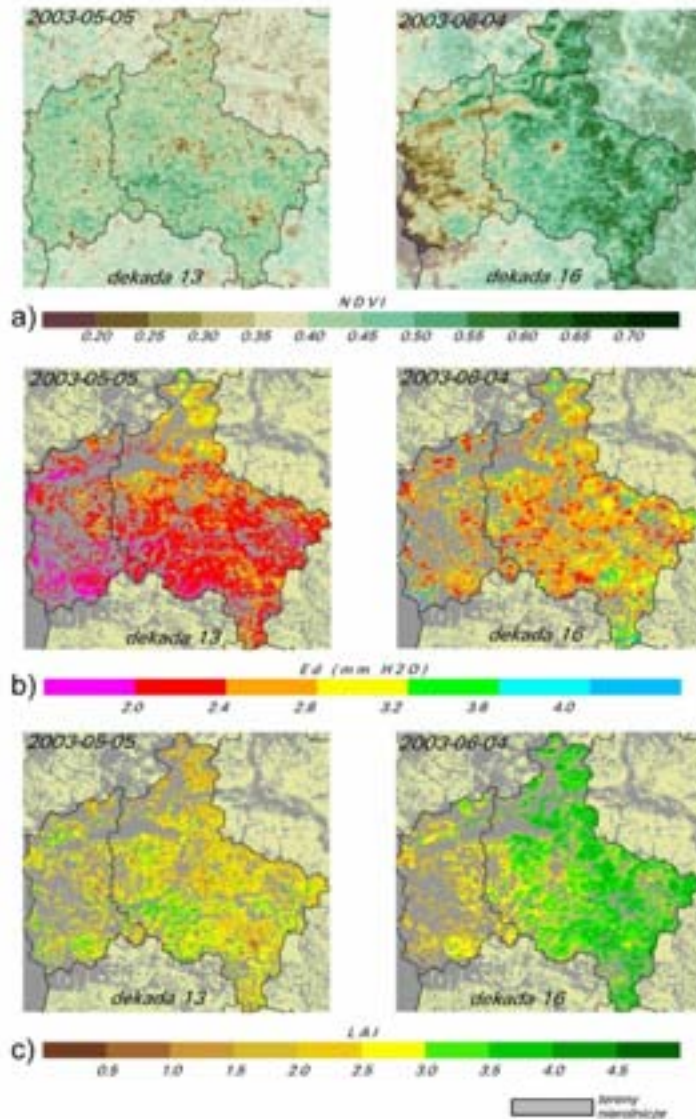 2003-05-05
2003-06-04
dekada 13
dekada 16
a)
NDVI
0.20 0.25 0.30 0.35 0.40 0.45 0.50 0.55 0.60 0.65 0.70
2003-05-05
2003-06-04
dekada 13
dekada 16
b)
Ed (mm H2O)
2.0 2.4 2.8 3.2 3.6 4.0
2003-05-05
2003-06-04
dekada 13
dekada 16
c)
LAI
0.5 1.0 1.5 2.0 2.5 3.0 3.5 4.0 4.5
tereny
nierolnicze